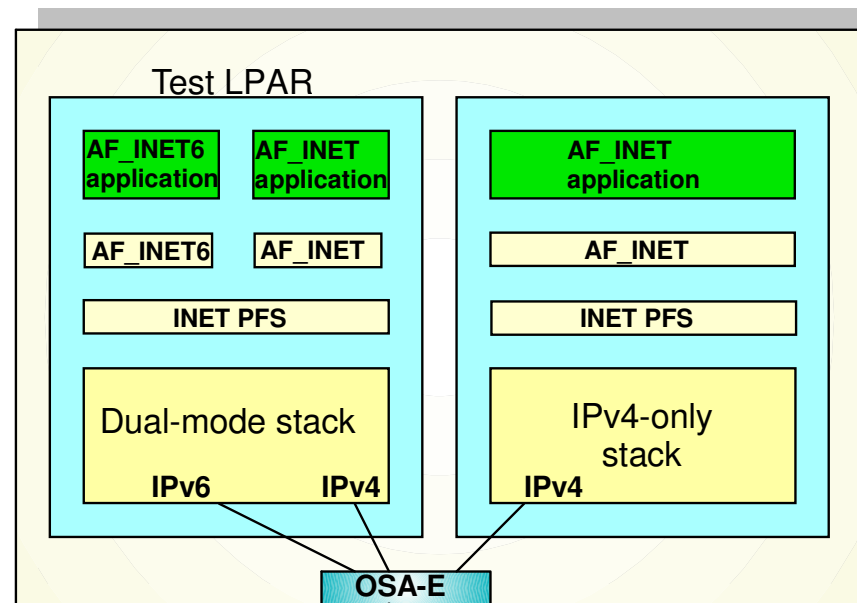 Test LPAR
AF_INET6
application
AF_INET
application
AF_INET6
AF_INET
INET PFS
Dual-mode stack
IPv6
IPv4
AF_INET
application
AF_INET
INET PFS
IPv4-only
stack
IPv4
OSA-E